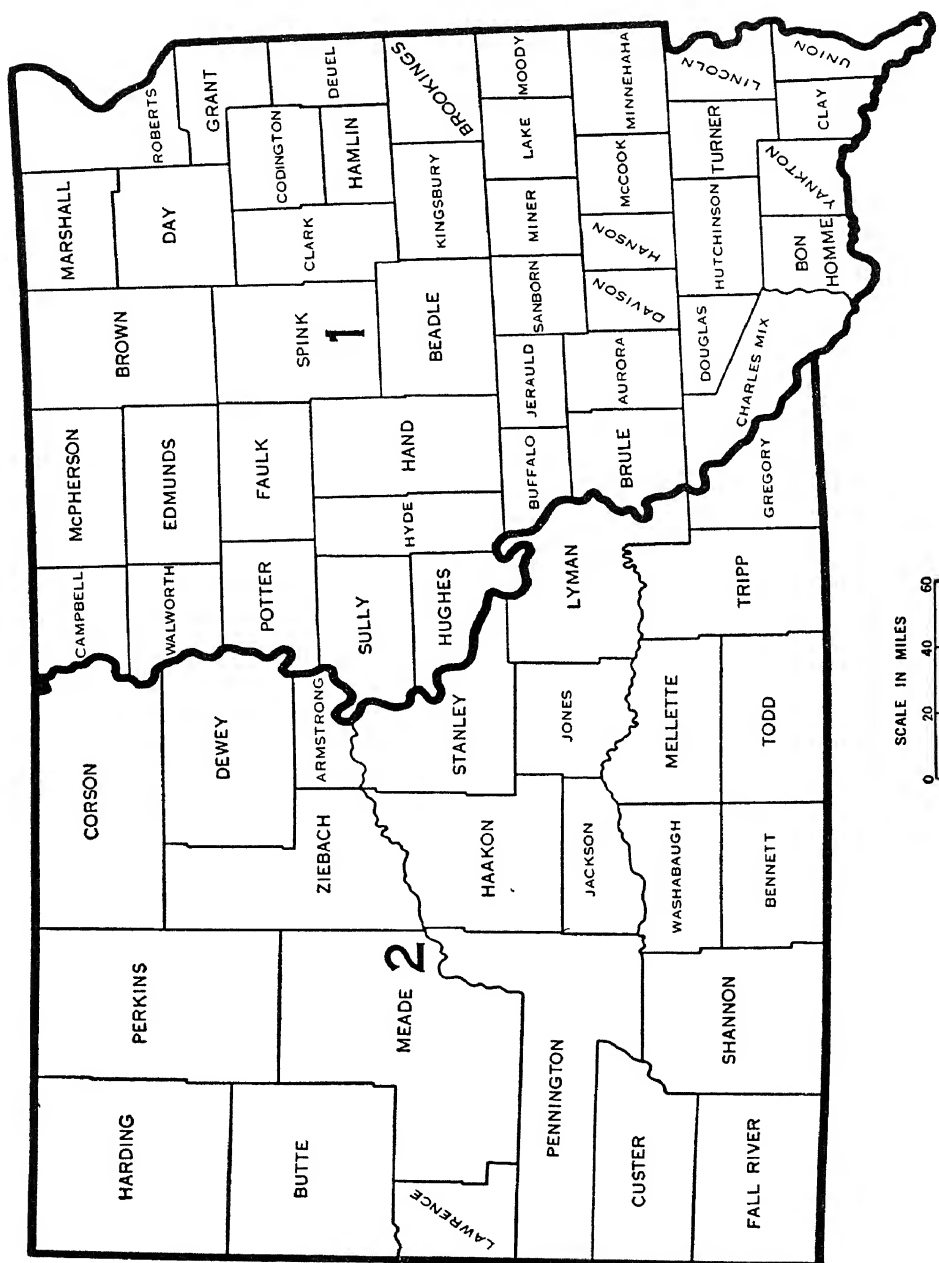 HARDING
PERKINS
CORSON
CAMPBELL
McPHERSON
BROWN
MARSHALL
ROBERTS
BUTTE
MEADE
2
ZIEBACH
DEWEY
ARMSTRONG
WALWORTH
EDMUNDS
DAY
GRANT
POTTER
FAULK
SPINK
1
CLARK
CODINGTON
HAMLIN
DEUEL
LAWRENCE
PENNINGTON
HAAKON
STANLEY
SULLY
HUGHES
HYDE
HAND
BEADLE
KINGSBURY
BROOKINGS
CUSTER
JACKSON
JONES
LYMAN
BUFFALO
JERAULD
SANBORN
MINER
LAKE
MOODY
BRULE
AURORA
DAVISON
HANSON
McCOOK
MINNEHAHA
FALL RIVER
SHANNON
WASHABAUGH
BENNETT
MELLETTE
TODD
TRIPP
GREGORY
CHARLES MIX
DOUGLAS
HUTCHINSON
TURNER
LINCOLN
BON
HOMME
YANKTON
CLAY
UNION
SCALE IN MILES
0 20 40 60